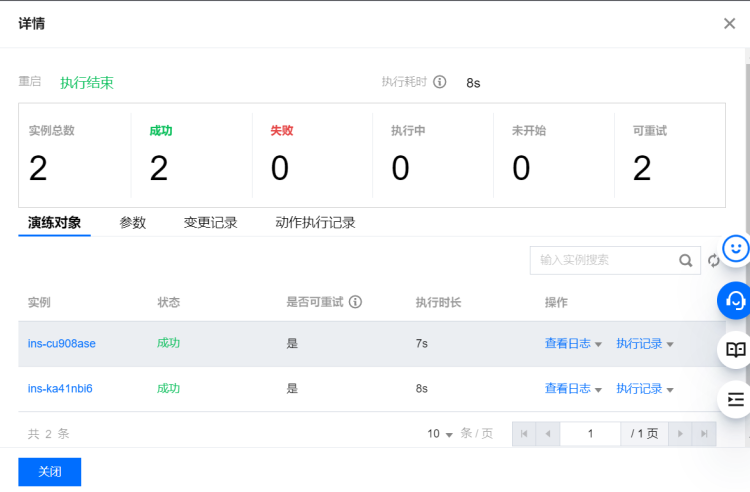 详情
重启 执行结束 执行耗时 8s
实例总数 成功 失败 执行中 未开始 可重试
2 2 0 0 0 2
演练对象 参数 变更记录 动作执行记录
输入实例搜索
实例 状态 是否可重试 执行时长 操作
ins-cu908ase 成功 是 7s 查看日志 执行记录
ins-ka41nbi6 成功 是 8s 查看日志 执行记录
共 2 条 10 条 / 页 1 / 1 页
关闭